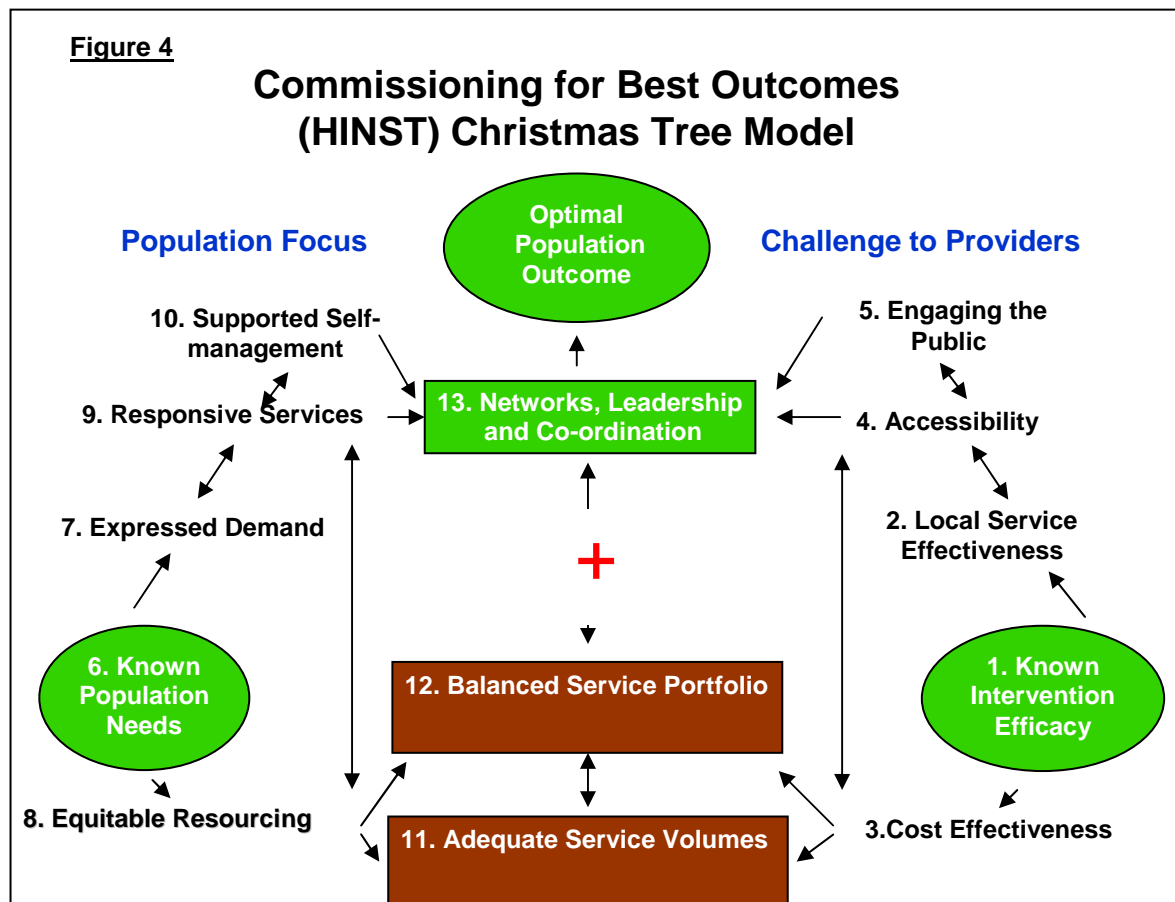 Figure 4
Commissioning for Best Outcomes
(HINST) Christmas Tree Model
Optimal
Population
Outcome
Population Focus
Challenge to Providers
10. Supported Self-
management
5. Engaging the
Public
9. Responsive Services
13. Networks, Leadership
and Co-ordination
4. Accessibility
7. Expressed Demand
2. Local Service
Effectiveness
+
6. Known
Population
Needs
12. Balanced Service Portfolio
1. Known
Intervention
Efficacy
8. Equitable Resourcing
11. Adequate Service Volumes
3.Cost Effectiveness